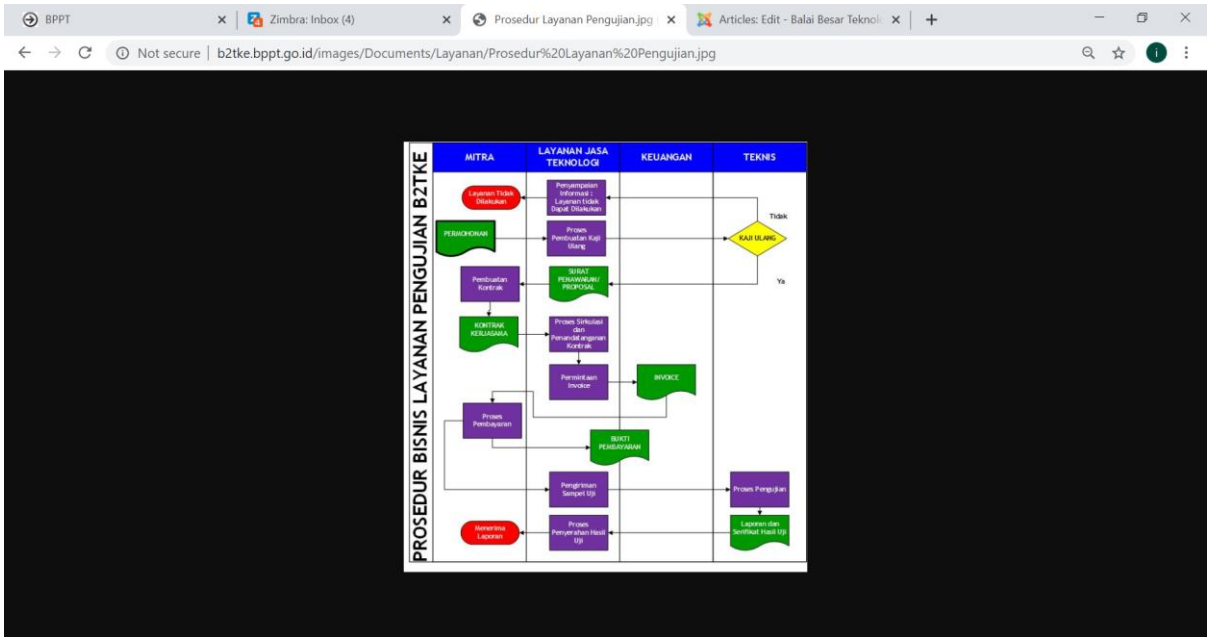 BPPT
Zimbra: Inbox (4)
Prosedur Layanan Pengujian.jpg
Articles: Edit - Balai Besar Teknol
Not secure
b2tke.bppt.go.id/images/Documents/Layanan/Prosedur%20Layanan%20Pengujian.jpg
i
PROSEDUR BISNIS LAYANAN PENGUJIAN B2TKE
MITRA
LAYANAN JASA
TEKNOLOGI
KEUANGAN
TEKNIS
Layanan Tidak
Dilakukan
Penyampaian
Informasi :
Layanan tidak
Dapat Dilakukan
Tidak
PERMOHONAN
Proses
Pembuatan Kaji
Ulang
KAJI ULANG
Pembuatan
Kontrak
SURAT
PENAWARAN/
PROPOSAL
Ya
KONTRAK
KERJASAMA
Proses Sirkulasi
dan
Penandatanganan
Kontrak
Permintaan
Invoice
INVOICE
Proses
Pembayaran
BUKTI
PEMBAYARAN
Pengiriman
Sampel Uji
Proses Pengujian
Menerima
Laporan
Proses
Penyerahan Hasil
Uji
Laporan dan
Serifikat Hasil Uji